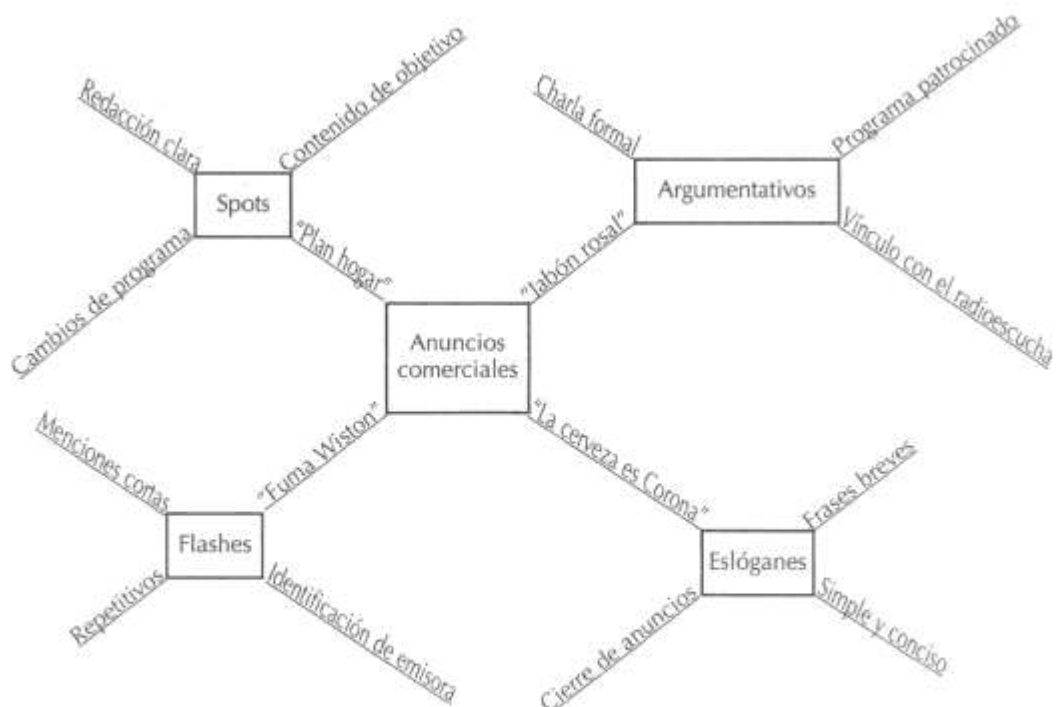 Redacción clara
Contenido de objetivo
Spots
Cambios de programa
"Plan hogar"
Charla formal
Programa patrocinado
Argumentativos
"Jabón rosal"
Vínculo con el radioescucha
Anuncios
comerciales
Menciones cortas
"Fuma Wiston"
Flashes
Repetitivos
Identificación de emisora
"La cerveza es Corona"
Frases breves
Eslóganes
Cierre de anuncios
Simple y conciso